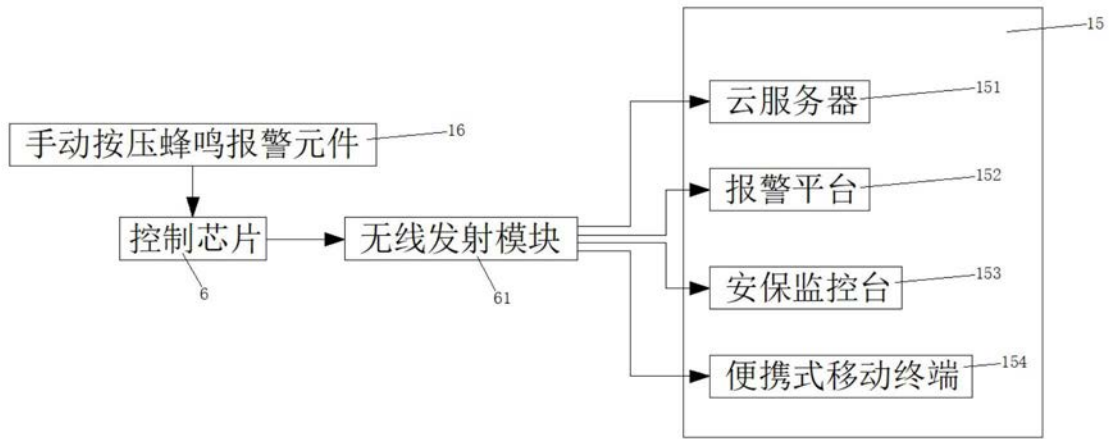 15
云服务器
151
手动按压蜂鸣报警元件
16
报警平台
152
控制芯片
无线发射模块
6
61
安保监控台
153
便携式移动终端
154